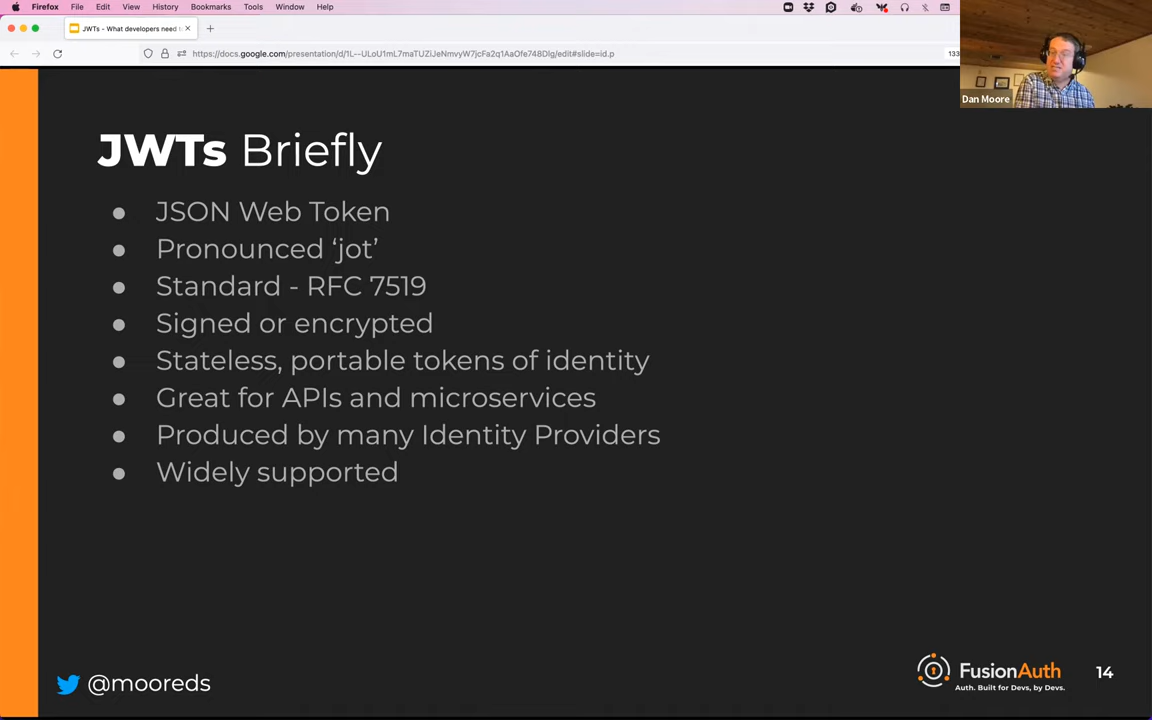 Firefox File Edit View History Bookmarks Tools Window Help
JWTs - What developers need
https://docs.google.com/presentation/d/1L--ULoU1mL7maTUZiJeNmvyW7jcFa2q1AaOfe748DIg/edit#slide=id.p
133
Dan Moore
JWTs Briefly
● JSON Web Token
● Pronounced ‘jot’
● Standard - RFC 7519
● Signed or encrypted
● Stateless, portable tokens of identity
● Great for APIs and microservices
● Produced by many Identity Providers
● Widely supported
@mooreds
FusionAuth
Auth. Built for Devs, by Devs.
14